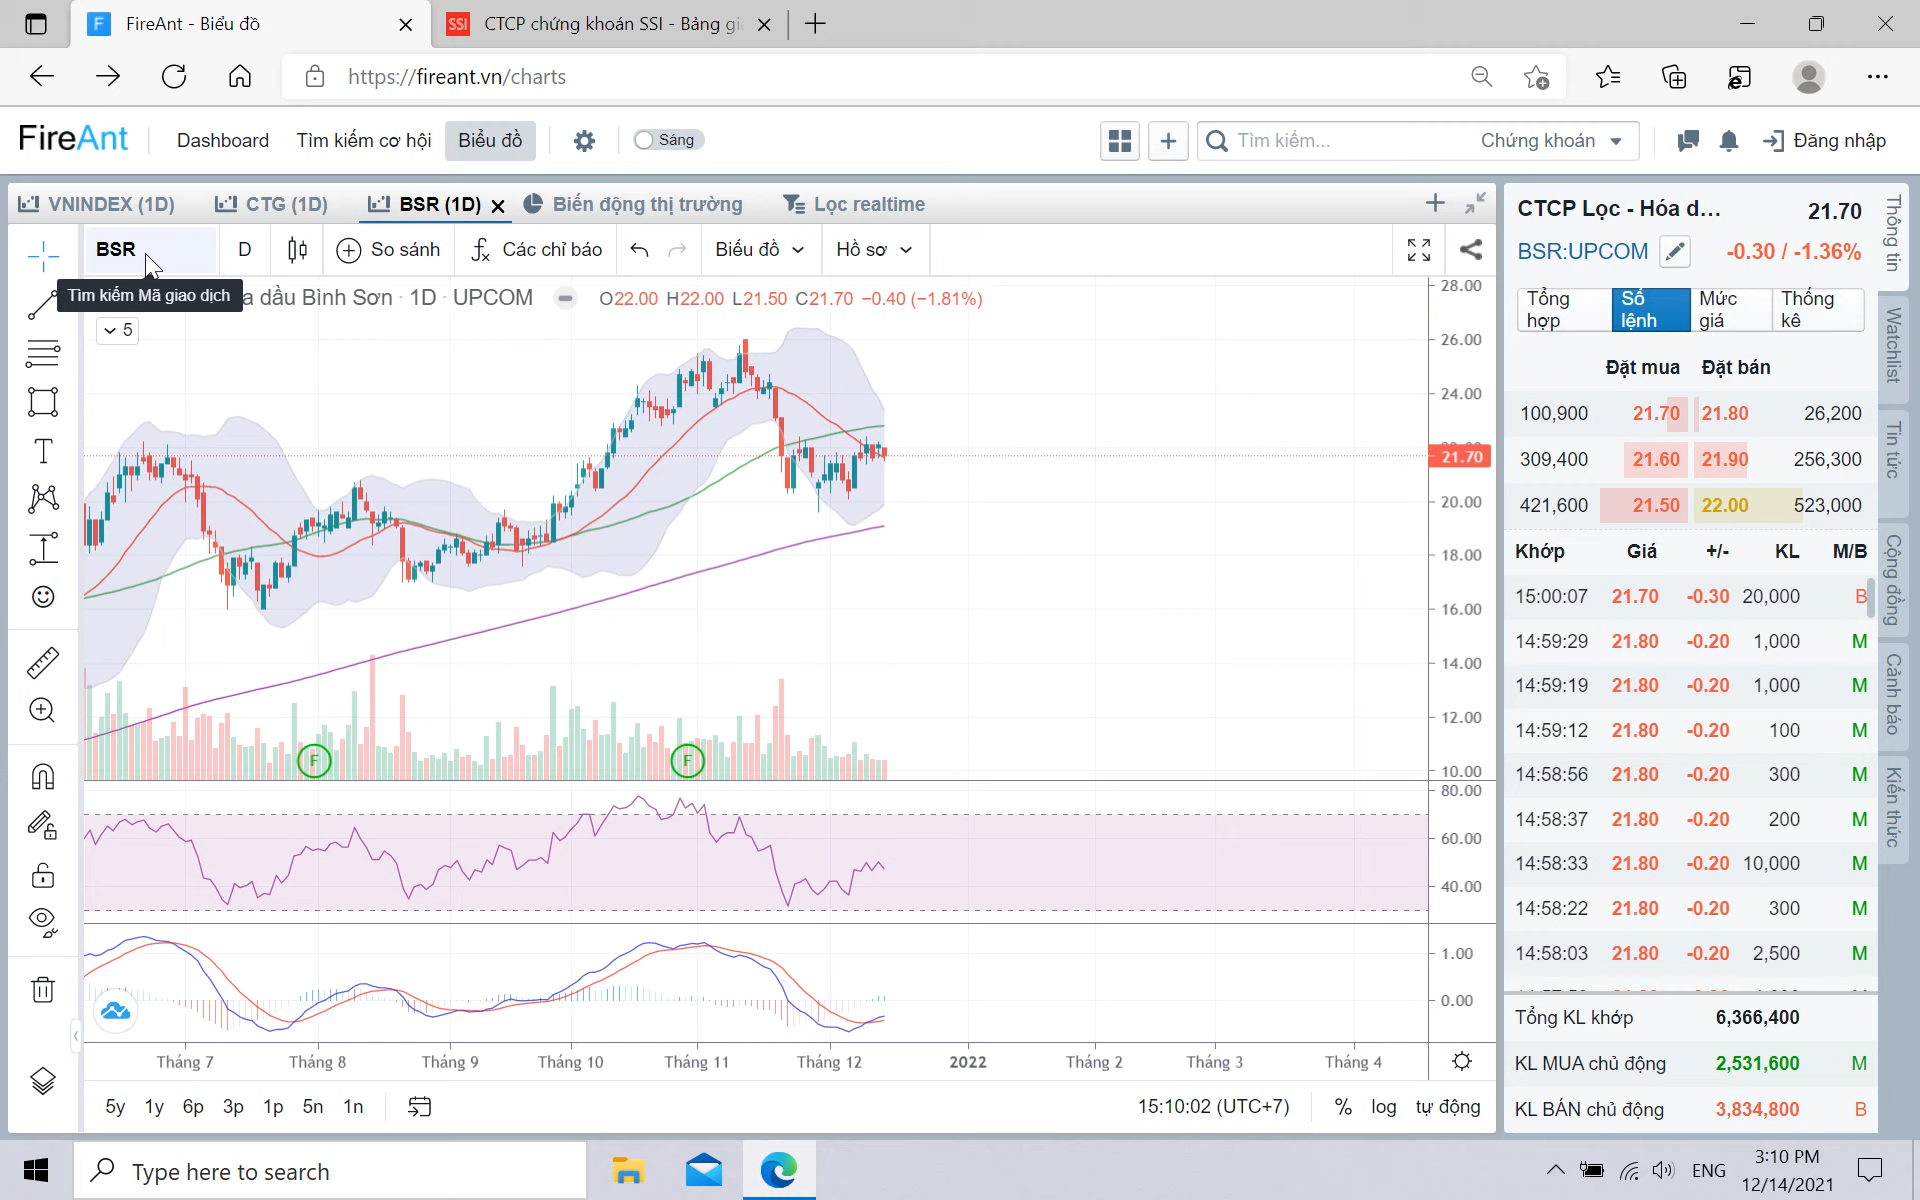 FireAnt - Biểu đồ
SSI CTCP chứng khoán SSI - Bảng gi
https://fireant.vn/charts
FireAnt Dashboard Tìm kiếm cơ hội Biểu đồ Sáng Tìm kiếm... Chứng khoán Đăng nhập
VNINDEX (1D) CTG (1D) BSR (1D) Biến động thị trường Lọc realtime
BSR D So sánh Các chỉ báo Biểu đồ Hồ sơ
Tìm kiếm Mã giao dịch
a dầu Bình Sơn · 1D · UPCOM O22.00 H22.00 L21.50 C21.70 −0.40 (−1.81%)
5
28.00
26.00
24.00
21.70
20.00
18.00
16.00
14.00
12.00
10.00
F F
80.00
60.00
40.00
1.00
0.00
Tháng 7 Tháng 8 Tháng 9 Tháng 10 Tháng 11 Tháng 12 2022 Tháng 2 Tháng 3 Tháng 4
5y 1y 6p 3p 1p 5n 1n 15:10:02 (UTC+7) % log tự động
CTCP Lọc - Hóa d... 21.70
BSR:UPCOM -0.30 / -1.36%
Tổng hợp Sổ lệnh Mức giá Thống kê
Đặt mua Đặt bán
100,900 21.70 21.80 26,200
309,400 21.60 21.90 256,300
421,600 21.50 22.00 523,000
Khớp Giá +/- KL M/B
15:00:07 21.70 -0.30 20,000 B
14:59:29 21.80 -0.20 1,000 M
14:59:19 21.80 -0.20 1,000 M
14:59:12 21.80 -0.20 100 M
14:58:56 21.80 -0.20 300 M
14:58:37 21.80 -0.20 200 M
14:58:33 21.80 -0.20 10,000 M
14:58:22 21.80 -0.20 300 M
14:58:03 21.80 -0.20 2,500 M
Tổng KL khớp 6,366,400
KL MUA chủ động 2,531,600 M
KL BÁN chủ động 3,834,800 B
Thông tin
Watchlist
Tin tức
Cộng đồng
Cảnh báo
Kiến thức
Type here to search
ENG
3:10 PM
12/14/2021